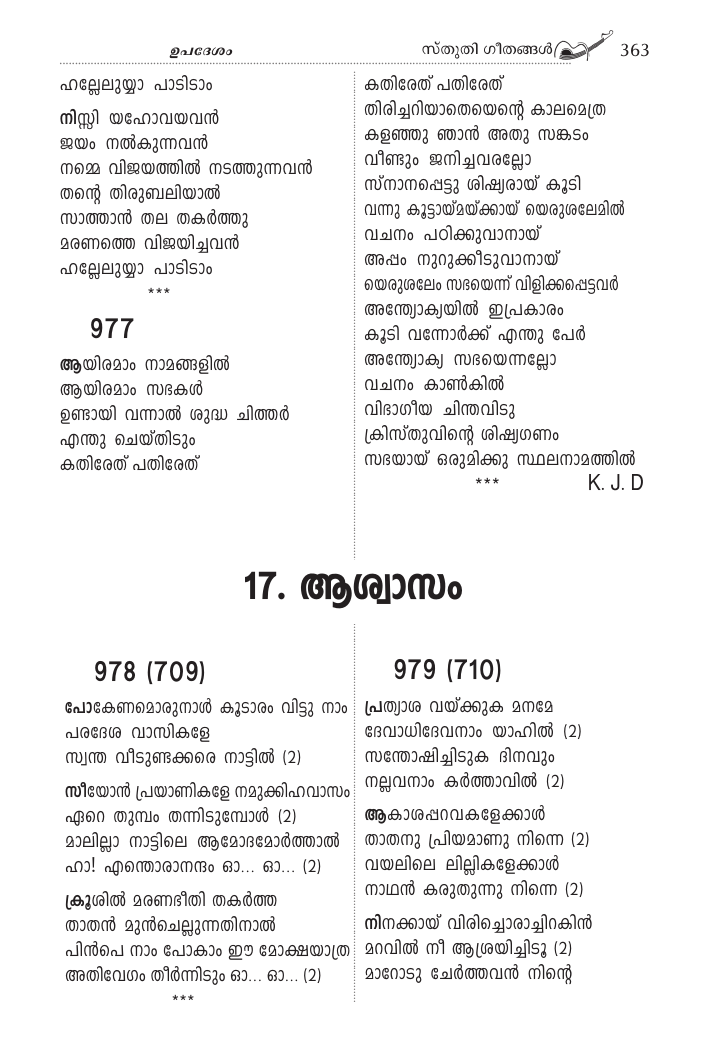 ഉപദേശം
സ്തുതി ഗീതങ്ങൾ 363
ഹല്ലേലുയ്യാ പാടിടാം
നിസ്സി യഹോവയവൻ
ജയം നൽകുന്നവൻ
നമ്മെ വിജയത്തിൽ നടത്തുന്നവൻ
തന്റെ തിരുബലിയാൽ
സാത്താൻ തല തകർത്തു
മരണത്തെ വിജയിച്ചവൻ
ഹല്ലേലുയ്യാ പാടിടാം
***
977
ആയിരമാം നാമങ്ങളിൽ
ആയിരമാം സഭകൾ
ഉണ്ടായി വന്നാൽ ശുദ്ധ ചിത്തർ
എന്തു ചെയ്തിടും
കതിരേത് പതിരേത്
കതിരേത് പതിരേത്
തിരിച്ചറിയാതെയെന്റെ കാലമെത്ര
കളഞ്ഞു ഞാൻ അതു സങ്കടം
വീണ്ടും ജനിച്ചവരല്ലോ
സ്നാനപ്പെട്ടു ശിഷ്യരായ് കൂടി
വന്നു കൂട്ടായ്മയ്ക്കായ് യെരുശലേമിൽ
വചനം പഠിക്കുവാനായ്
അപ്പം നുറുക്കീടുവാനായ്
യെരുശലേം സഭയെന്ന് വിളിക്കപ്പെട്ടവർ
അന്ത്യോക്യയിൽ ഇപ്രകാരം
കൂടി വന്നോർക്ക് എന്തു പേർ
അന്ത്യോക്യ സഭയെന്നല്ലോ
വചനം കാൺകിൽ
വിഭാഗീയ ചിന്തവിടു
ക്രിസ്തുവിന്റെ ശിഷ്യഗണം
സഭയായ് ഒരുമിക്കു സ്ഥലനാമത്തിൽ
*** K. J. D
17. ആശ്വാസം
978 (709)
പോകേണമൊരുനാൾ കൂടാരം വിട്ടു നാം
പരദേശ വാസികളേ
സ്വന്ത വീടുണ്ടക്കരെ നാട്ടിൽ (2)
സീയോൻ പ്രയാണികളേ നമുക്കിഹവാസം
ഏറെ തുമ്പം തന്നിടുമ്പോൾ (2)
മാലില്ലാ നാട്ടിലെ ആമോദമോർത്താൽ
ഹാ! എന്തൊരാനന്ദം ഓ... ഓ... (2)
ക്രൂശിൽ മരണഭീതി തകർത്ത
താതൻ മുൻചെല്ലുന്നതിനാൽ
പിൻപെ നാം പോകാം ഈ മോക്ഷയാത്ര
അതിവേഗം തീർന്നിടും ഓ... ഓ... (2)
***
979 (710)
പ്രത്യാശ വയ്ക്കുക മനമേ
ദേവാധിദേവനാം യാഹിൽ (2)
സന്തോഷിച്ചിടുക ദിനവും
നല്ലവനാം കർത്താവിൽ (2)
ആകാശപ്പറവകളേക്കാൾ
താതനു പ്രിയമാണു നിന്നെ (2)
വയലിലെ ലില്ലികളേക്കാൾ
നാഥൻ കരുതുന്നു നിന്നെ (2)
നിനക്കായ് വിരിച്ചൊരാച്ചിറകിൻ
മറവിൽ നീ ആശ്രയിച്ചിടൂ (2)
മാറോടു ചേർത്തവൻ നിന്റെ